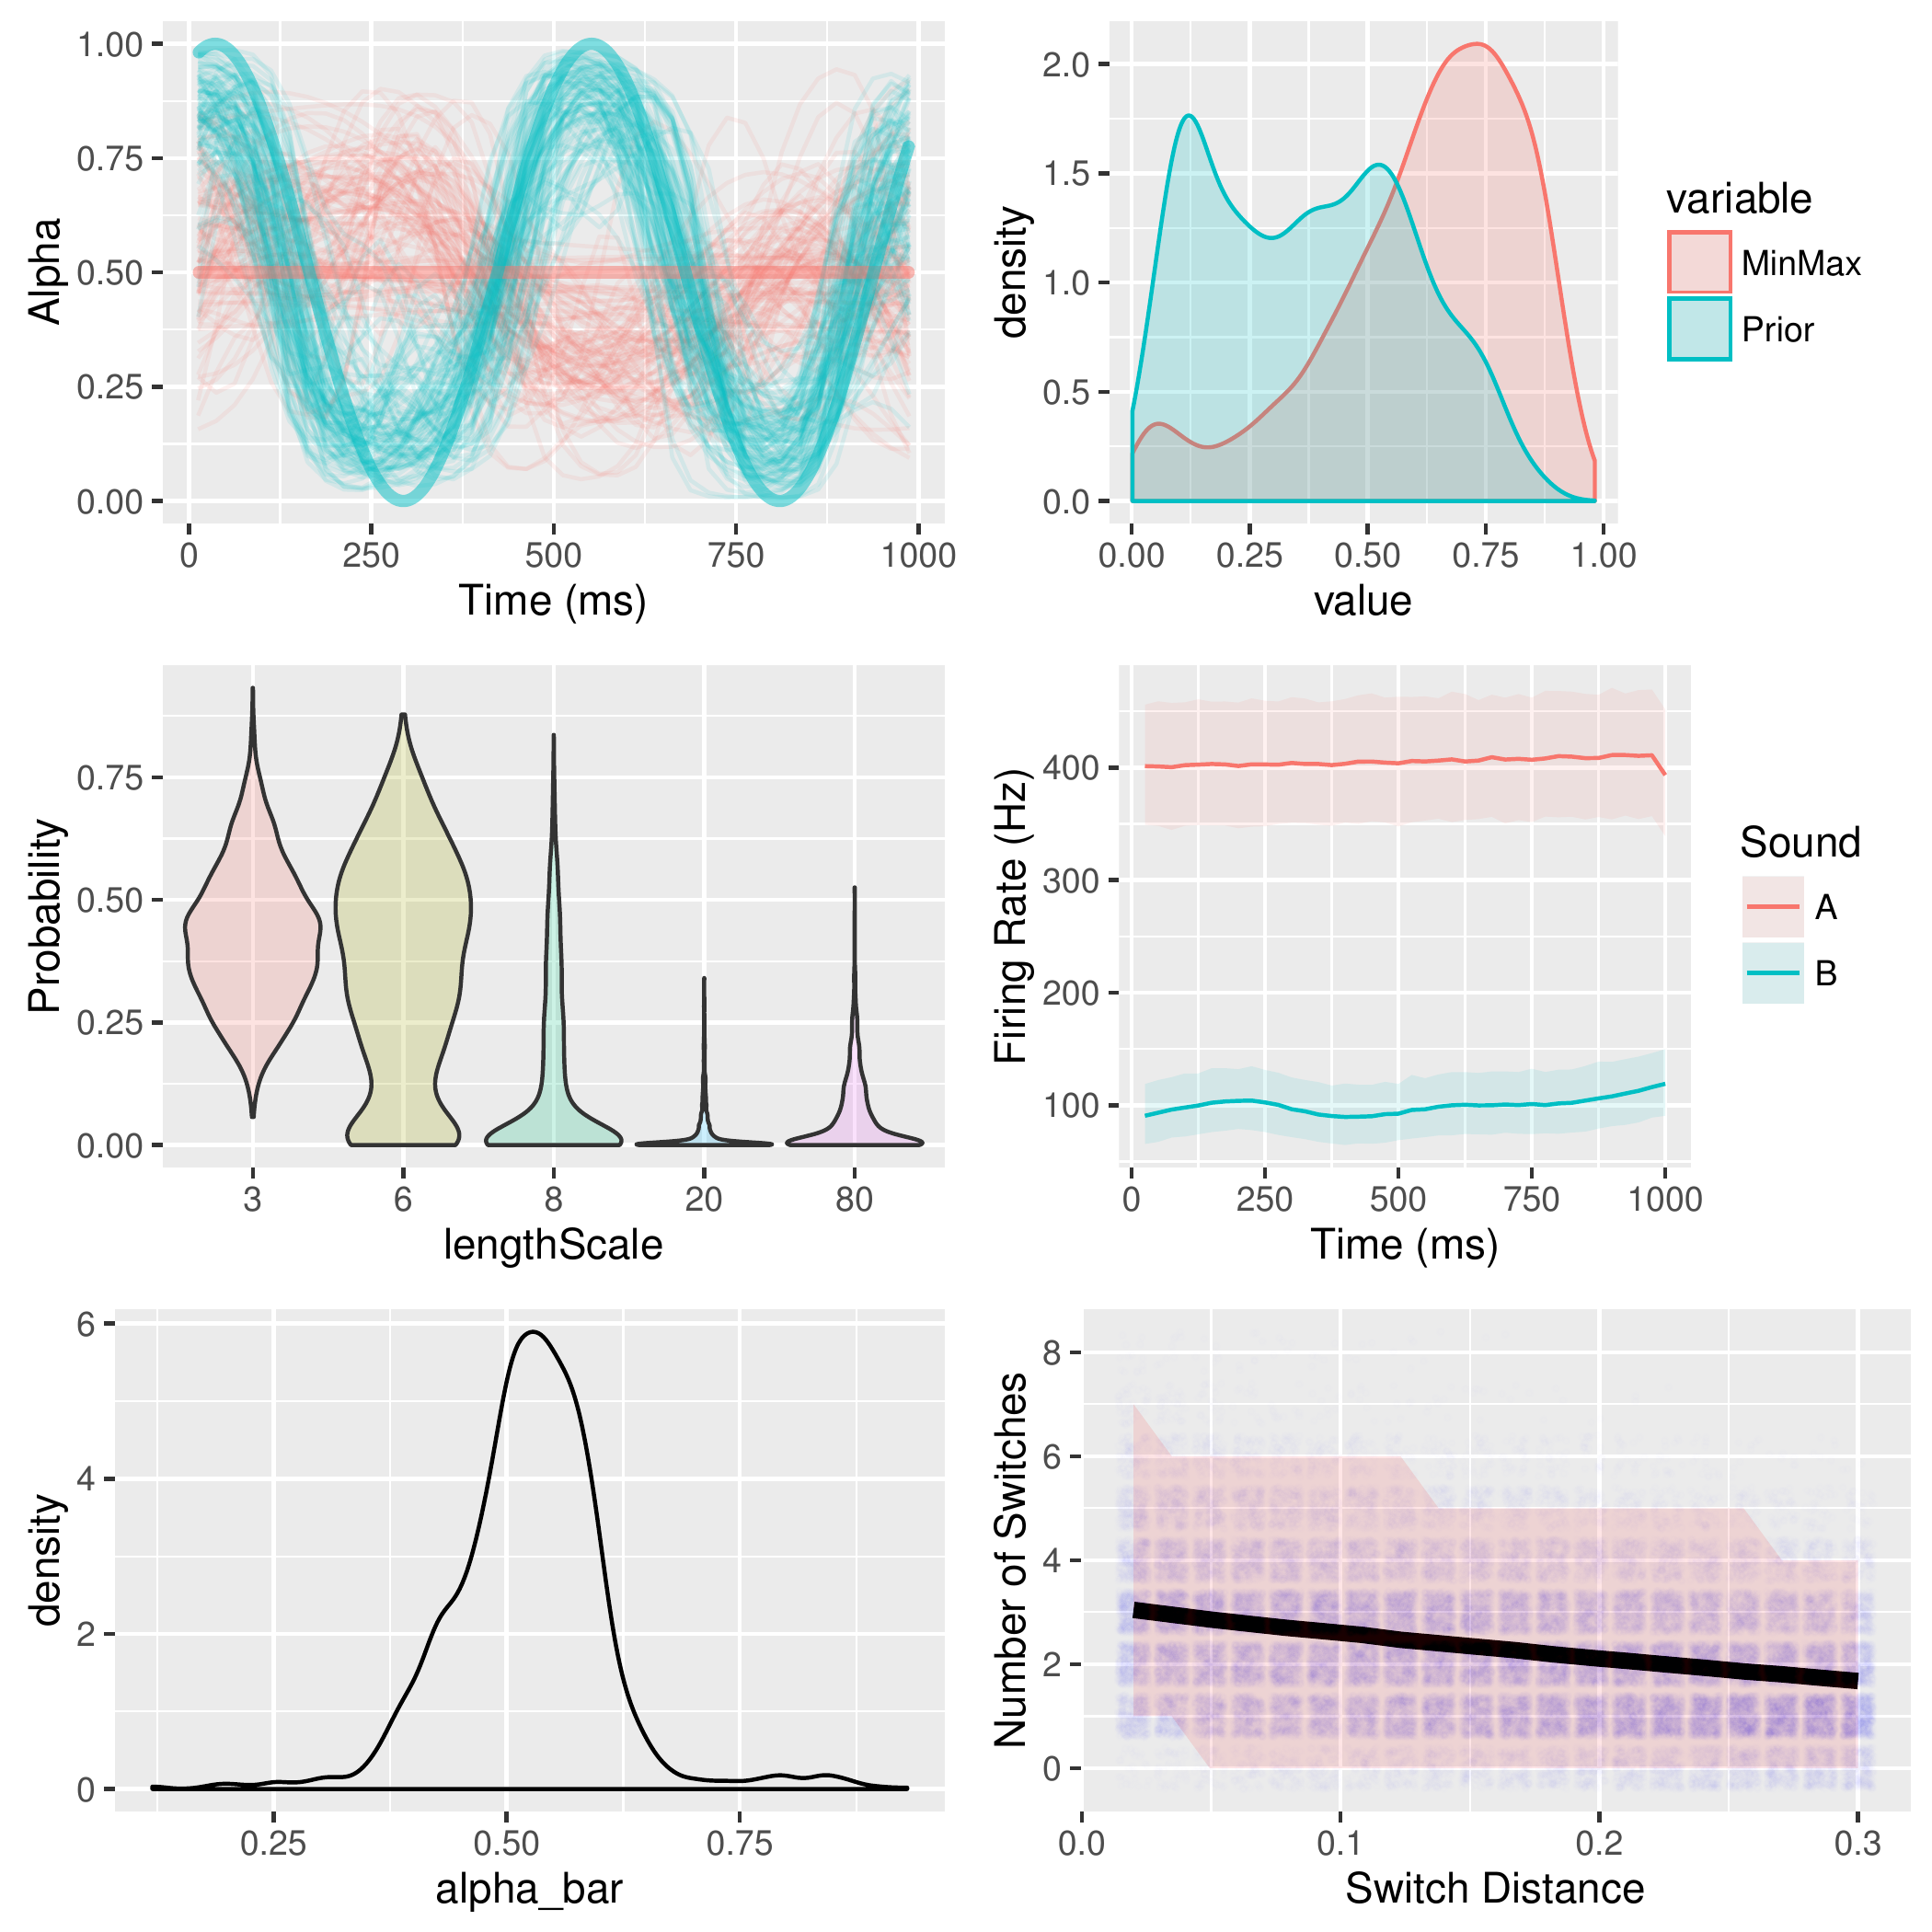 Alpha
1.00
0.75
0.50
0.25
0.00
0 250 500 750 1000
Time (ms)
density
2.0
1.5
1.0
0.5
0.0
0.00 0.25 0.50 0.75 1.00
value
variable
MinMax
Prior
Probability
0.75
0.50
0.25
0.00
3 6 8 20 80
lengthScale
Firing Rate (Hz)
400
300
200
100
0 250 500 750 1000
Time (ms)
Sound
A
B
density
6
4
2
0
0.25 0.50 0.75
alpha_bar
Number of Switches
8
6
4
2
0
0.0 0.1 0.2 0.3
Switch Distance